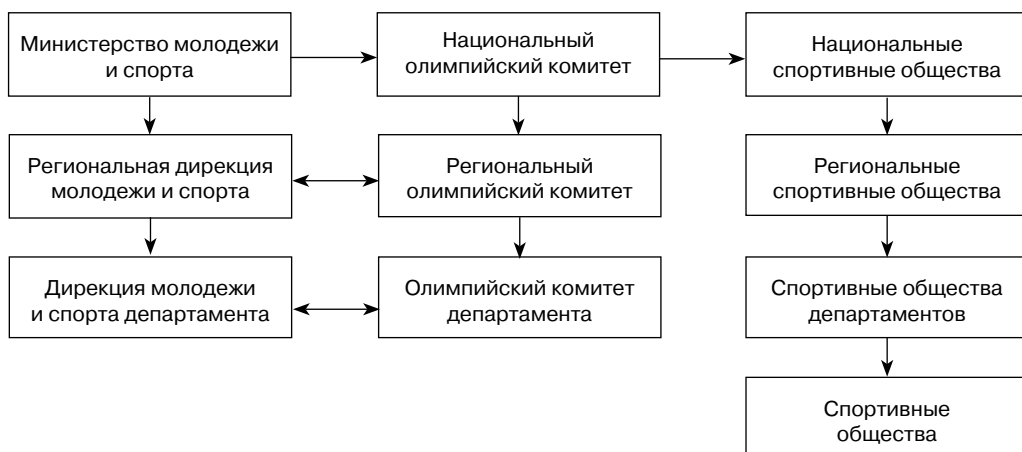 Министерство молодежи
и спорта
Национальный
олимпийский комитет
Национальные
спортивные общества
Региональная дирекция
молодежи и спорта
Региональный
олимпийский комитет
Региональные
спортивные общества
Дирекция молодежи
и спорта департамента
Олимпийский комитет
департамента
Спортивные общества
департаментов
Спортивные
общества